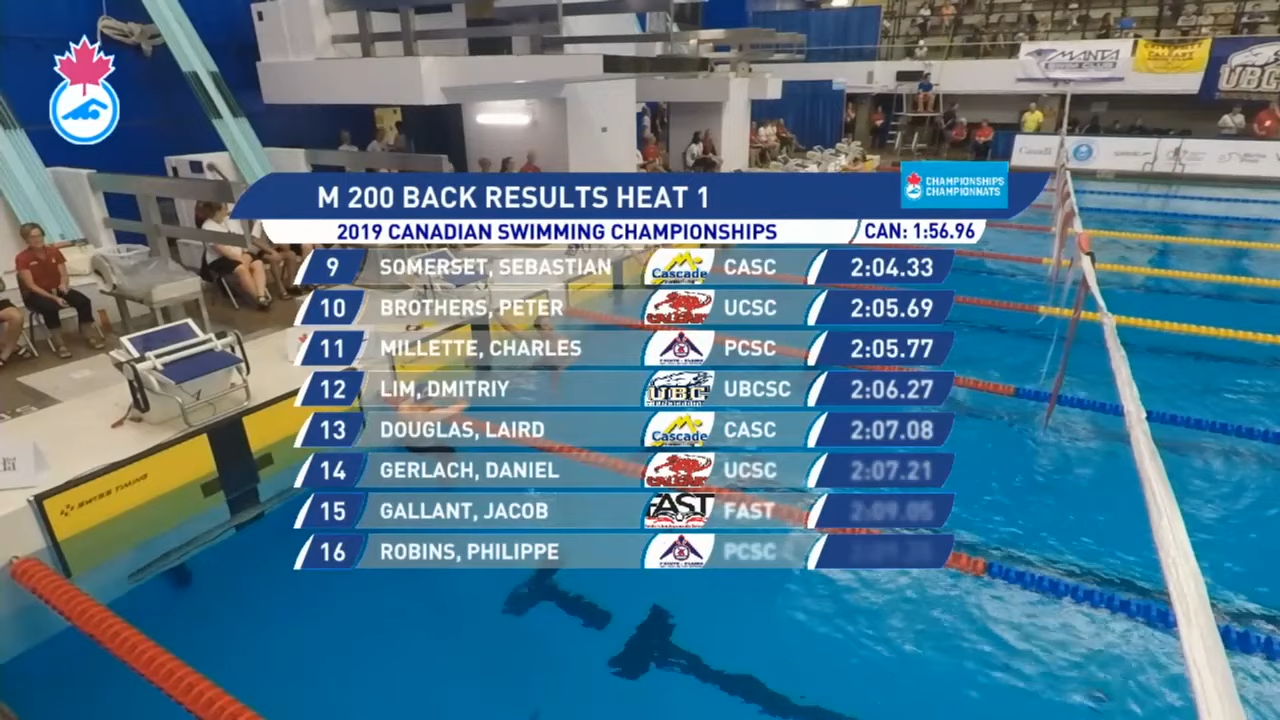 MANTA
SWIM CLUB
UBC
Canada
M 200 BACK RESULTS HEAT 1
CHAMPIONSHIPS
CHAMPIONNATS
2019 CANADIAN SWIMMING CHAMPIONSHIPS CAN: 1:56.96
9 SOMERSET, SEBASTIAN Cascade CASC 2:04.33
10 BROTHERS, PETER CALGARY UCSC 2:05.69
11 MILLETTE, CHARLES PCSC 2:05.77
12 LIM, DMITRIY UBC UBCSC 2:06.27
13 DOUGLAS, LAIRD Cascade CASC 2:07.08
14 GERLACH, DANIEL CALGARY UCSC 2:07.21
15 GALLANT, JACOB FAST FAST
16 ROBINS, PHILIPPE PCSC
SWISS TIMING